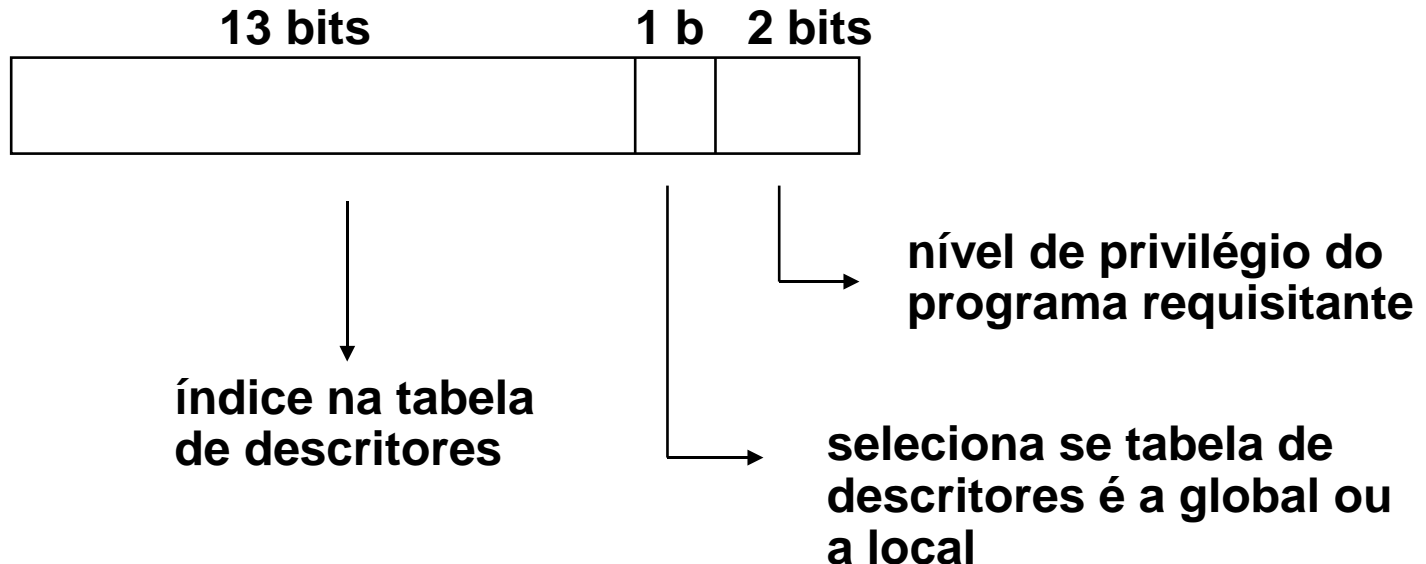 13 bits 1 b 2 bits
nível de privilégio do
programa requisitante
índice na tabela
de descritores
seleciona se tabela de
descritores é a global ou
a local